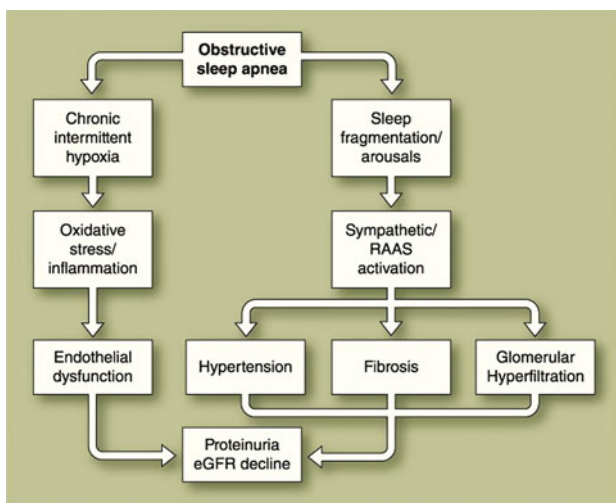 Obstructive
sleep apnea
Chronic
intermittent
hypoxia
Sleep
fragmentation/
arousals
Oxidative
stress/
inflammation
Sympathetic/
RAAS
activation
Endothelial
dysfunction
Hypertension
Fibrosis
Glomerular
Hyperfiltration
Proteinuria
eGFR decline